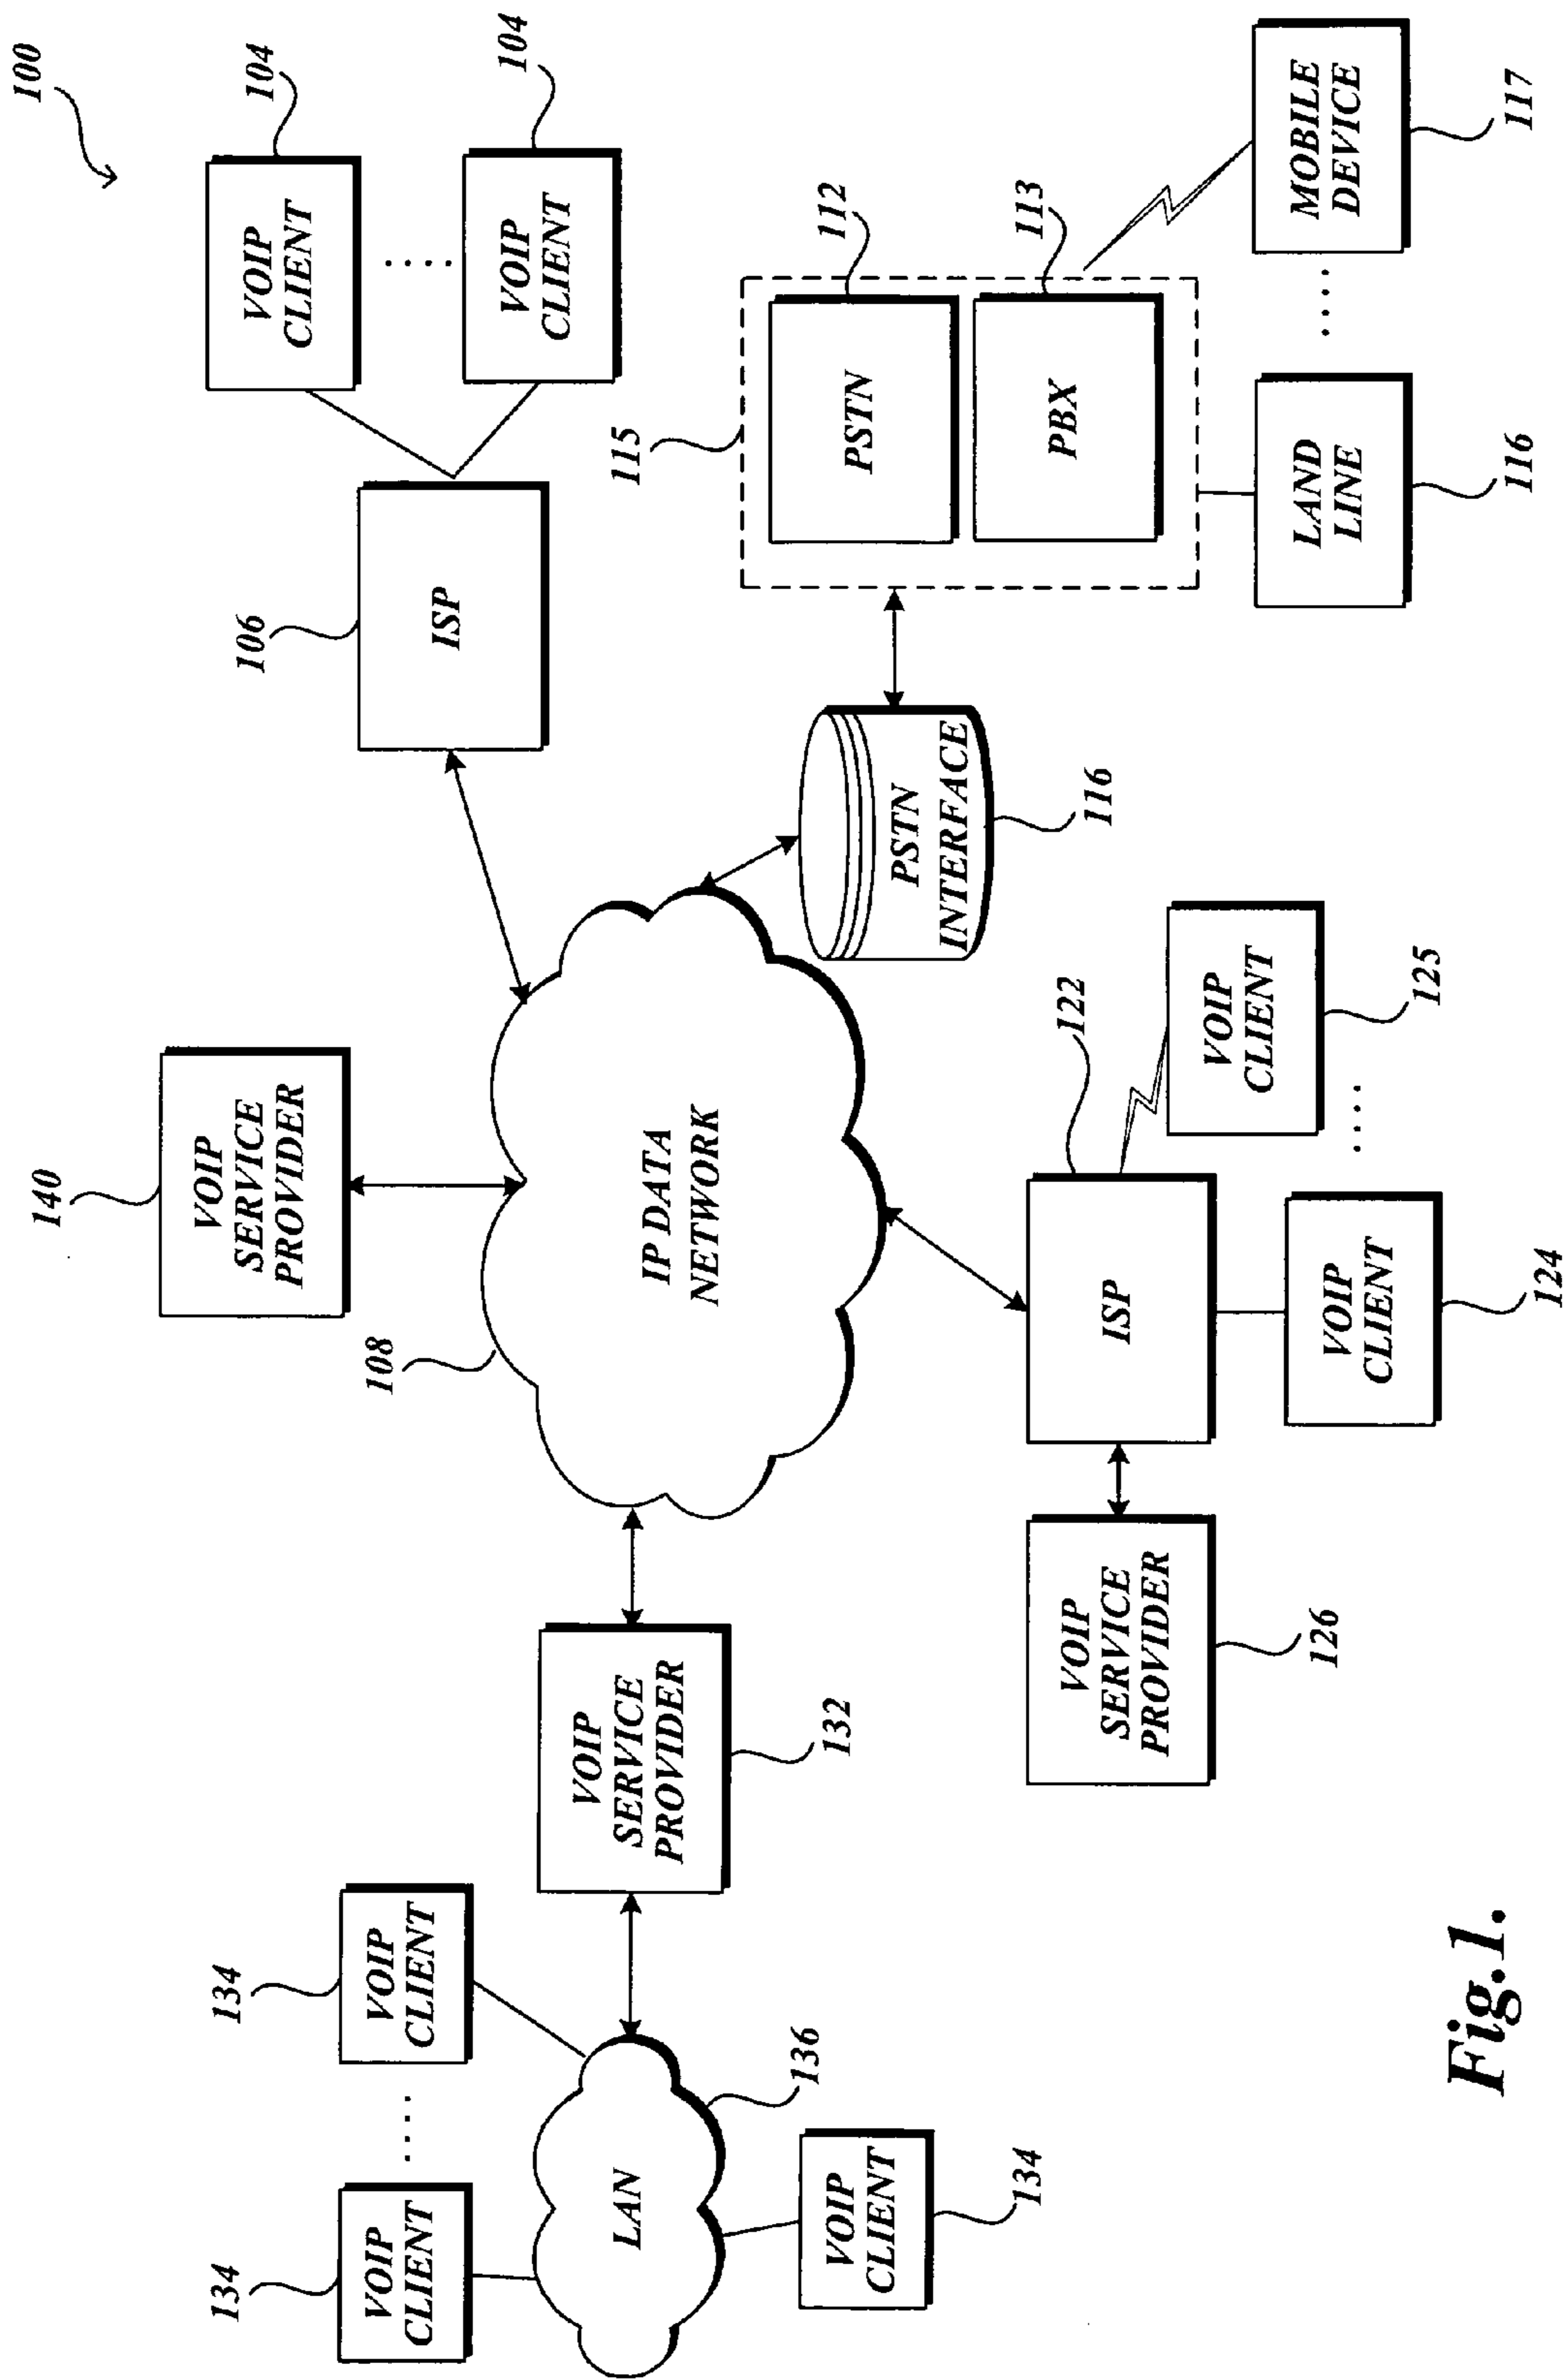 100
VOIP
CLIENT
104
VOIP
CLIENT
104
ISP
106
VOIP
SERVICE
PROVIDER
140
108
IP DATA
NETWORK
PSTN
INTERFACE
116
115
PSTN
112
PBX
113
LAND
LINE
116
MOBILE
DEVICE
117
VOIP
SERVICE
PROVIDER
132
134
VOIP
CLIENT
134
VOIP
CLIENT
LAN
136
VOIP
CLIENT
134
ISP
122
VOIP
CLIENT
125
VOIP
CLIENT
124
VOIP
SERVICE
PROVIDER
126
Fig.1.